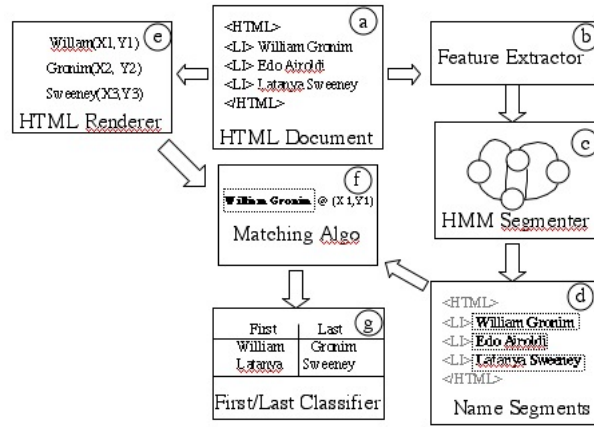 e
Willam(X1,Y1)
Gronim(X2, Y2)
Sweeney(X3,Y3)
HTML Renderer
a
<HTML>
<LI> William Gronim
<LI> Edo Airoldi
<LI> Latanya Sweeney
</HTML>
HTML Document
b
Feature Extractor
c
HMM Segmenter
f
William Gronim @ (X1,Y1)
Matching Algo
d
<HTML>
<LI> William Gronim
<LI> Edo Airoldi
<LI> Latanya Sweeney
</HTML>
Name Segments
g
First Last
William Gronim
Latanya Sweeney
First/Last Classifier